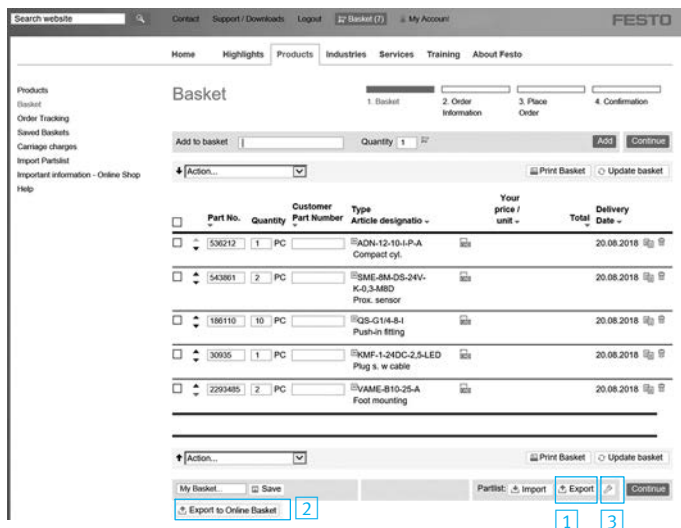 Search website
Contact Support / Downloads Logout Basket (7) My Account
FESTO
Home Highlights Products Industries Services Training About Festo
Products
Basket
Order Tracking
Saved Baskets
Carriage charges
Import Partslist
Important information - Online Shop
Help
Basket
1. Basket
2. Order Information
3. Place Order
4. Confirmation
Add to basket Quantity 1 Add Continue
Action... Print Basket Update basket
Part No. Quantity Customer Part Number Type Article designatio Your price / unit Total Delivery Date
536212 1 PC ADN-12-10-I-P-A 20.08.2018
Compact cyl.
543861 2 PC SME-8M-DS-24V- 20.08.2018
K-0,3-M8D
Prox. sensor
186110 10 PC QS-G1/4-8-I 20.08.2018
Push-in fitting
30935 1 PC KMF-1-24DC-2,5-LED 20.08.2018
Plug s. w cable
2293485 2 PC VAME-B10-25-A 20.08.2018
Foot mounting
Action... Print Basket Update basket
My Basket... Save Partlist: Import Export Continue
Export to Online Basket 2
1 3